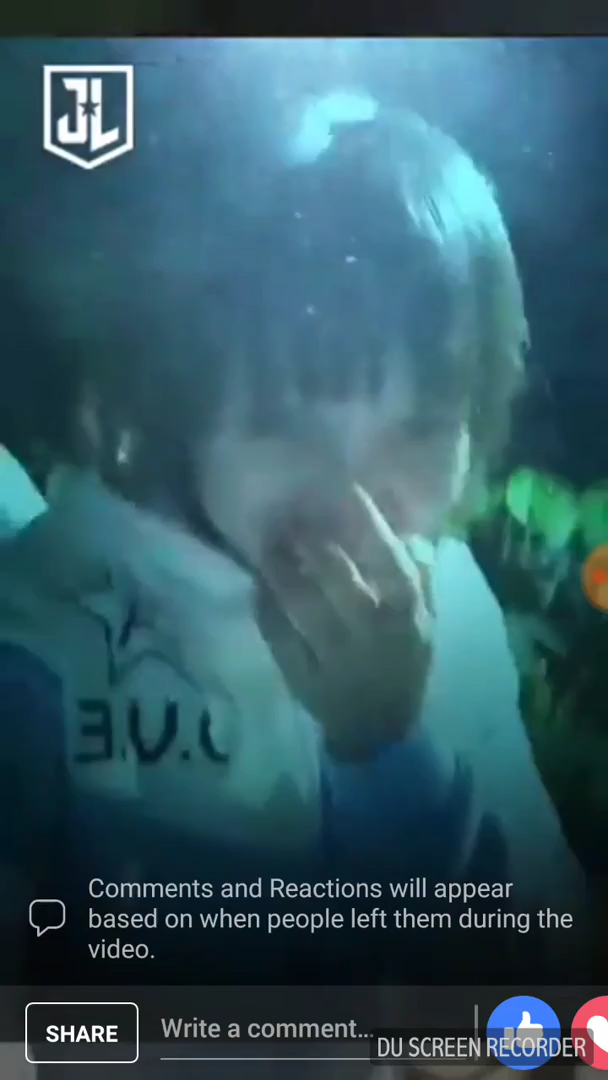 JL
Comments and Reactions will appear
based on when people left them during the
video.
SHARE
Write a comment...
DU SCREEN RECORDER